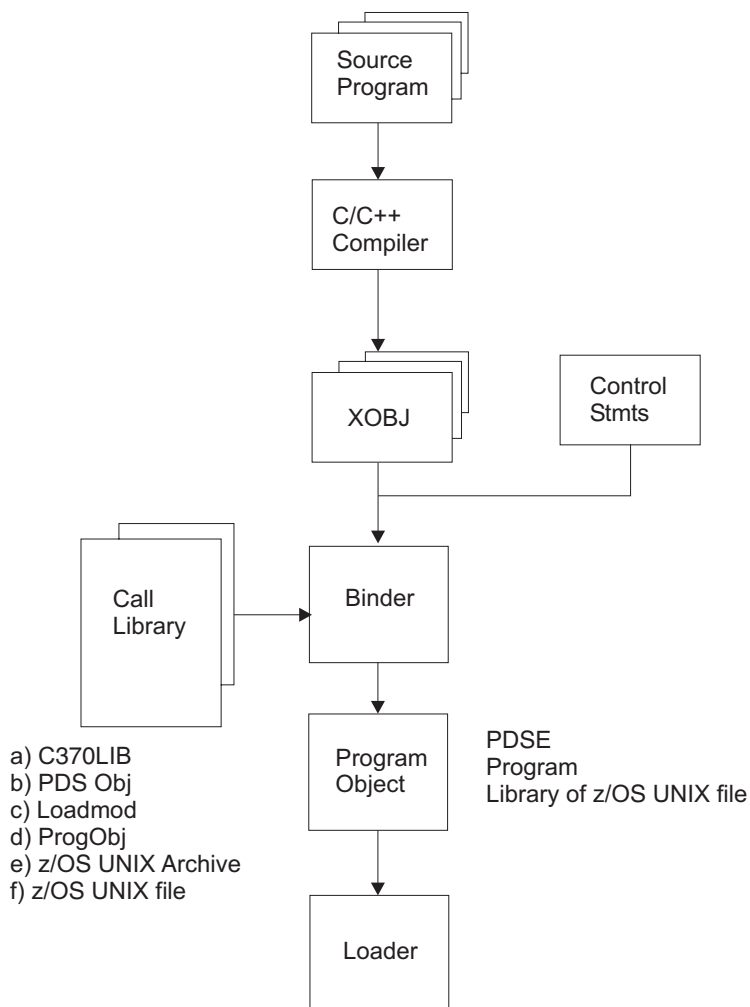 Source
Program
C/C++
Compiler
XOBJ
Control
Stmts
Call
Library
Binder
a) C370LIB
b) PDS Obj
c) Loadmod
d) ProgObj
e) z/OS UNIX Archive
f) z/OS UNIX file
Program
Object
PDSE
Program
Library of z/OS UNIX file
Loader